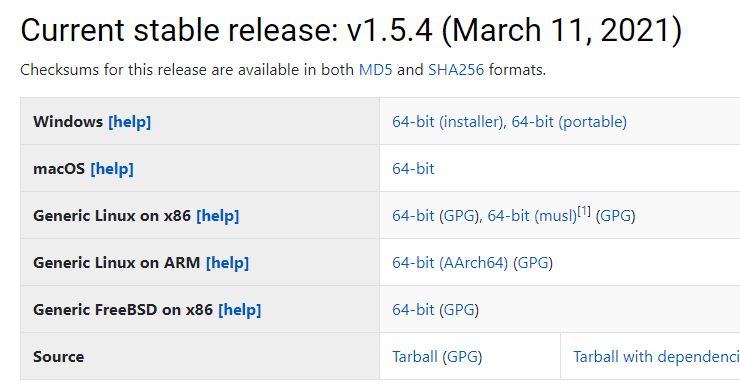 Current stable release: v1.5.4 (March 11, 2021)
Checksums for this release are available in both MD5 and SHA256 formats.
Windows [help] 64-bit (installer), 64-bit (portable)
macOS [help] 64-bit
Generic Linux on x86 [help] 64-bit (GPG), 64-bit (musl)[1] (GPG)
Generic Linux on ARM [help] 64-bit (AArch64) (GPG)
Generic FreeBSD on x86 [help] 64-bit (GPG)
Source Tarball (GPG) Tarball with dependenci